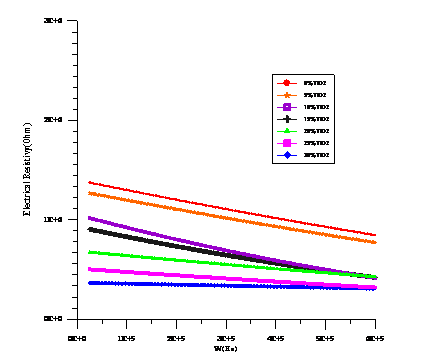 3E+8
2E+8
1E+8
0E+0
Electrical Resistivy(Ohm)
0%TiO2
5%TiO2
10%TiO2
15%TiO2
20%TiO2
25%TiO2
30%TiO2
0E+0 1E+5 2E+5 3E+5 4E+5 5E+5 6E+5
W(Hz)